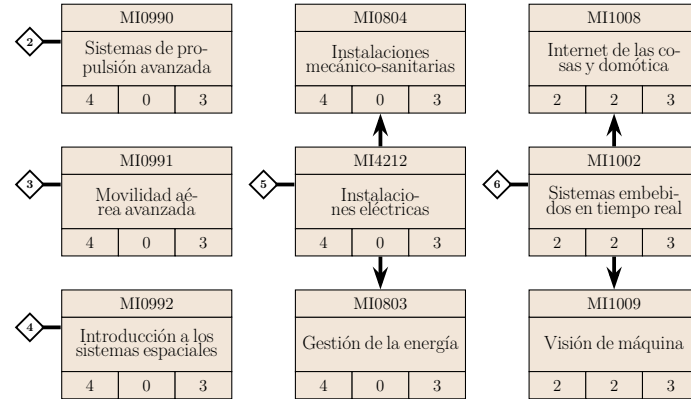 MI0990
2
Sistemas de pro-
pulsión avanzada
4 0 3
MI0804
Instalaciones
mecánico-sanitarias
4 0 3
MI1008
Internet de las co-
sas y domótica
2 2 3
MI0991
3
Movilidad aé-
rea avanzada
4 0 3
MI4212
5
Instalacio-
nes eléctricas
4 0 3
MI1002
6
Sistemas embebi-
dos en tiempo real
2 2 3
MI0992
4
Introducción a los
sistemas espaciales
4 0 3
MI0803
Gestión de la energía
4 0 3
MI1009
Visión de máquina
2 2 3